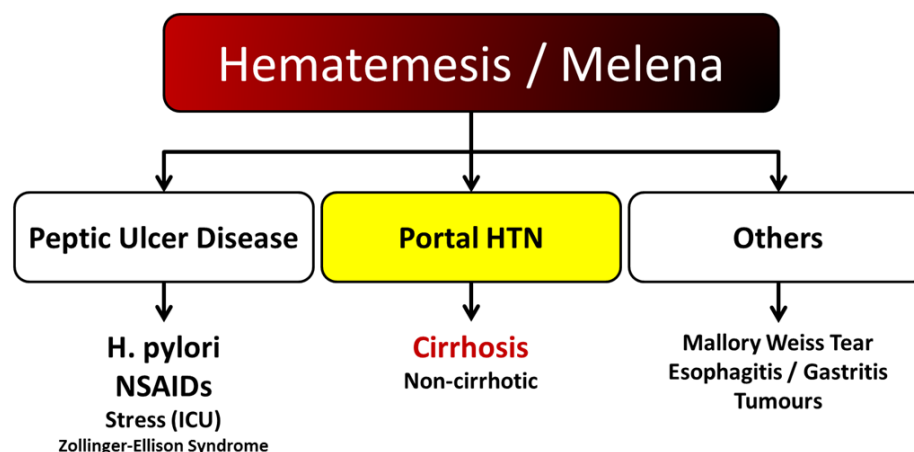 Hematemesis / Melena
Peptic Ulcer Disease
Portal HTN
Others
H. pylori
NSAIDs
Stress (ICU)
Zollinger-Ellison Syndrome
Cirrhosis
Non-cirrhotic
Mallory Weiss Tear
Esophagitis / Gastritis
Tumours